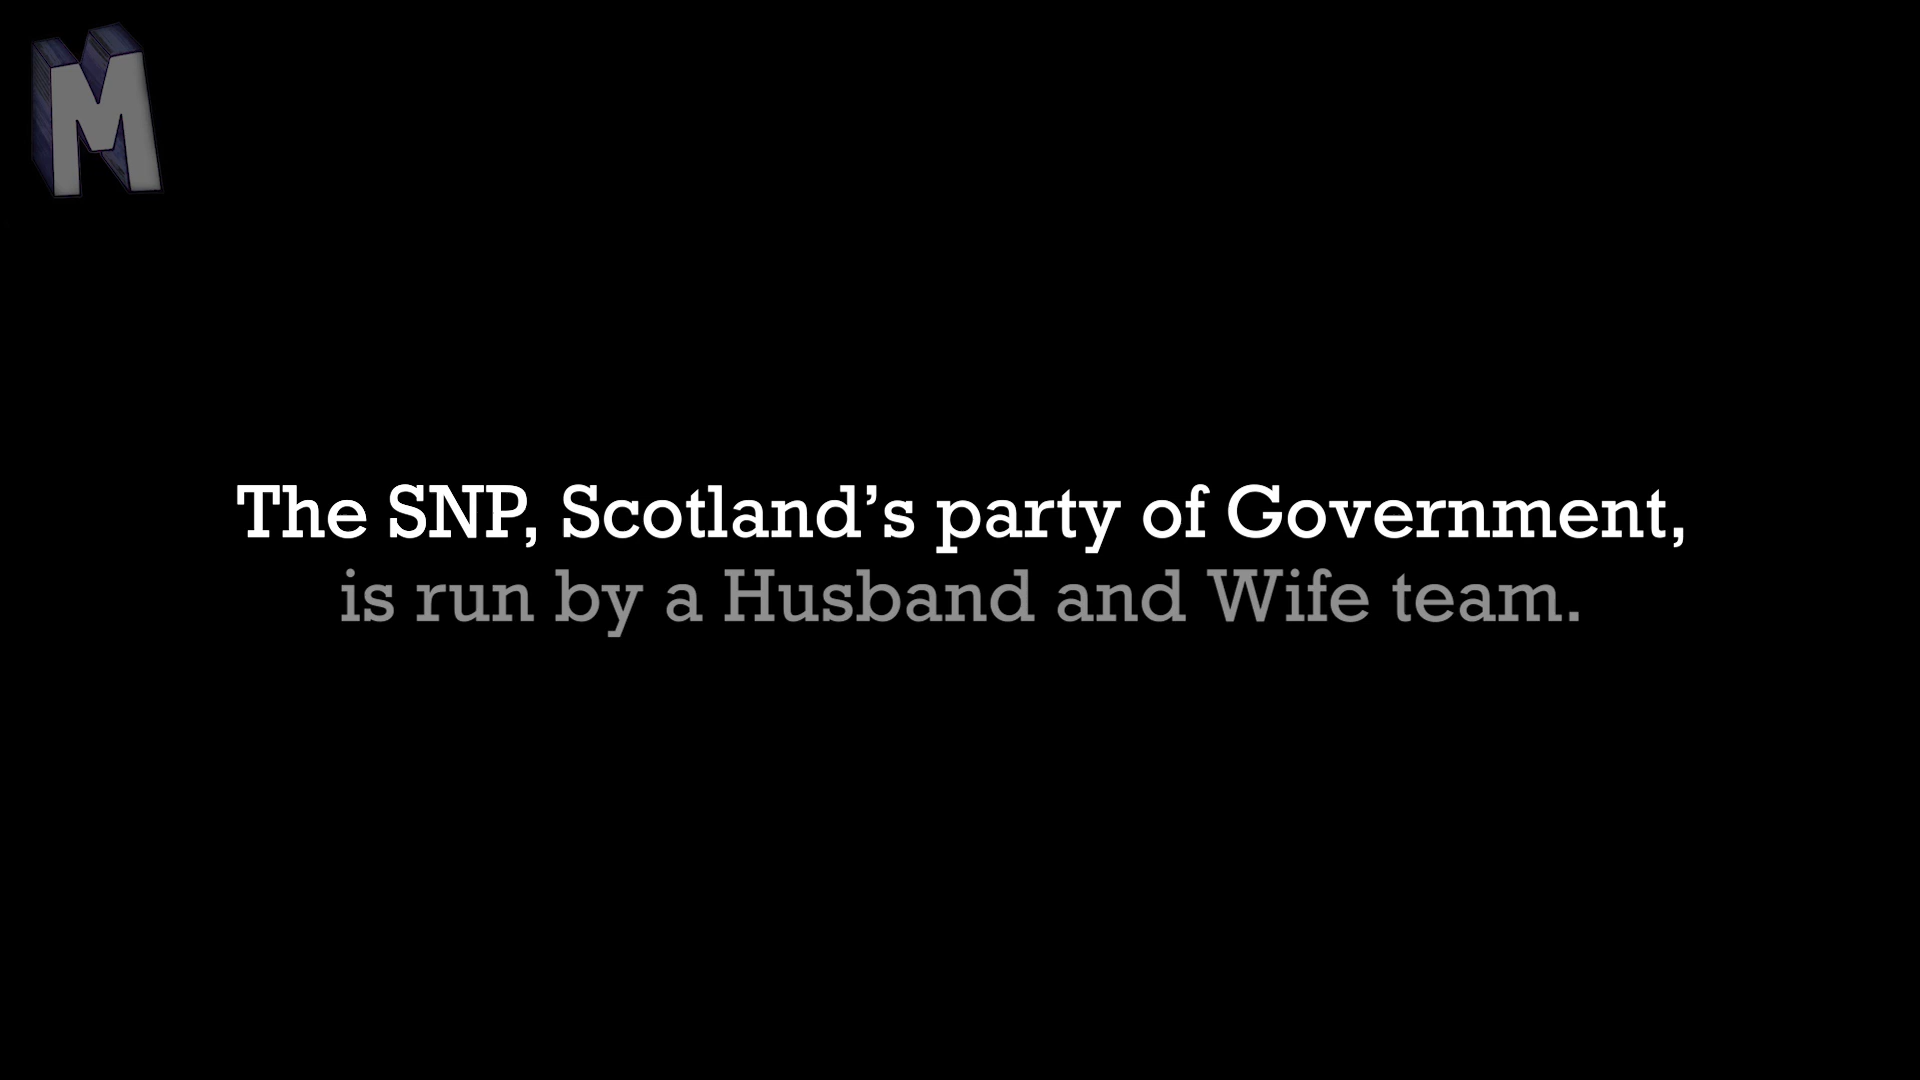 M
The SNP, Scotland’s party of Government,
is run by a Husband and Wife team.